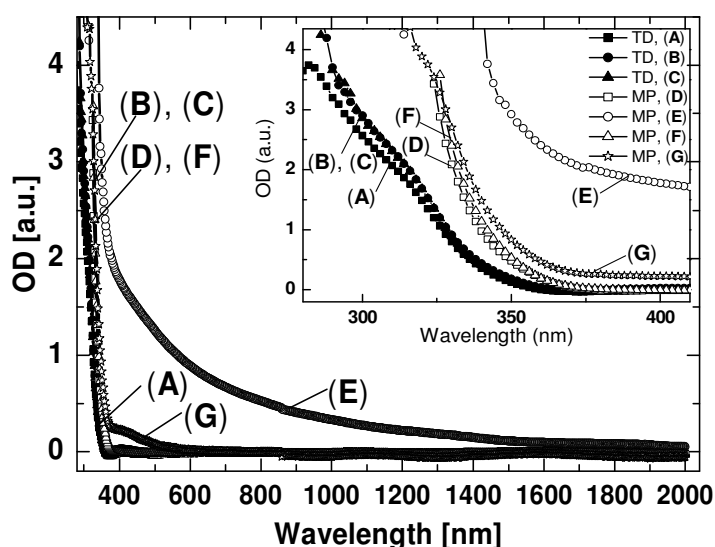 OD [a.u.]
4
3
2
1
0
400 600 800 1000 1200 1400 1600 1800 2000
Wavelength [nm]
(B), (C)
(D), (F)
(A)
(G)
(E)
OD (a.u.)
4
3
2
1
0
300 350 400
Wavelength (nm)
(F)
(D)
(B), (C)
(A)
(E)
(G)
TD, (A)
TD, (B)
TD, (C)
MP, (D)
MP, (E)
MP, (F)
MP, (G)